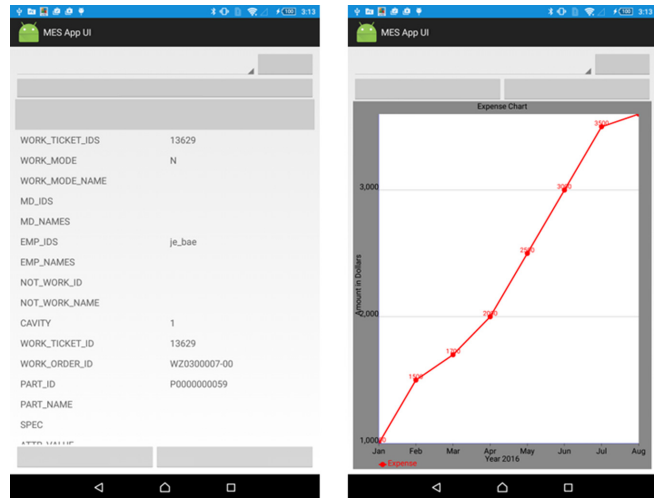 100 3:13
MES App UI
WORK_TICKET_IDS 13629
WORK_MODE N
WORK_MODE_NAME
MD_IDS
MD_NAMES
EMP_IDS je_bae
EMP_NAMES
NOT_WORK_ID
NOT_WORK_NAME
CAVITY 1
WORK_TICKET_ID 13629
WORK_ORDER_ID WZ0300007-00
PART_ID P0000000059
PART_NAME
SPEC
ATTR_VALUE
100 3:13
MES App UI
Expense Chart
3500
3,000
3000
2500
Amount in Dollars
2,000
2000
1700
1500
1,000
Jan Feb Mar Apr May Jun Jul Aug
Year 2016
Expense